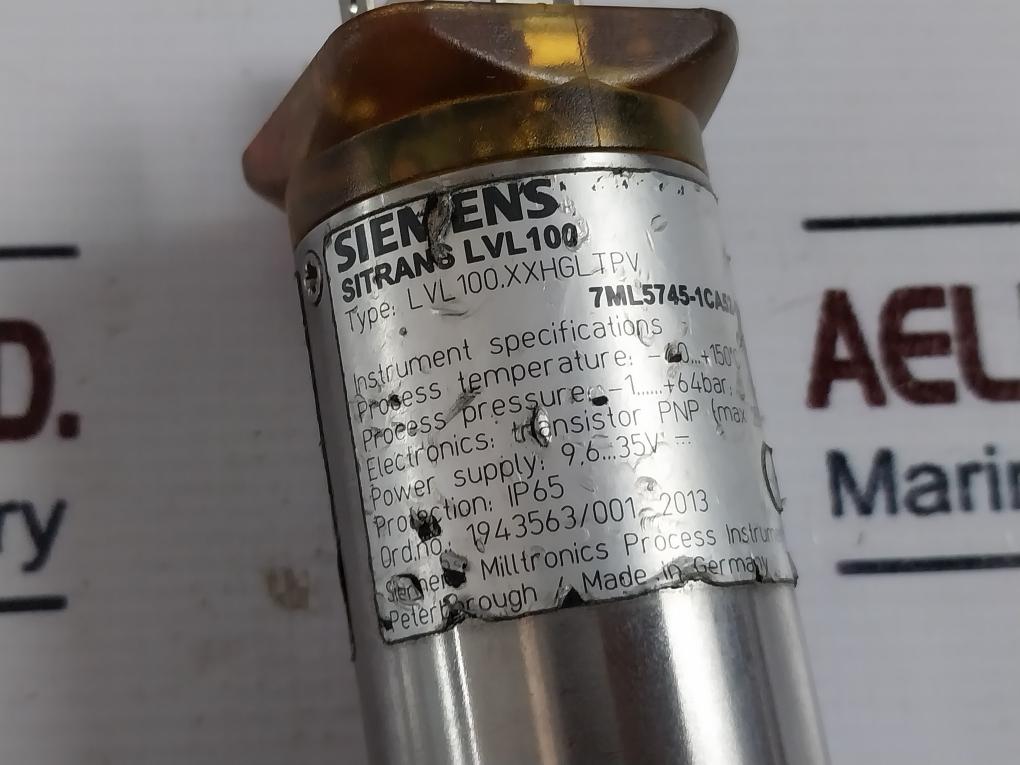 SIEMENS
SITRANS LVL100
Type: LVL100.XXHGLTPV
7ML5745-1CA52
Instrument specifications
Process temperature: ...+150°C
Process pressure: -1.....+64bar;
Electronics: transistor PNP (max
Power supply: 9,6...35V ⎓
Protection: IP65
Ord.no. 1943563/001 2013
Siemens Milltronics Process Instrum
Peterborough / Made in Germany
D.
ry
AEL
Marin